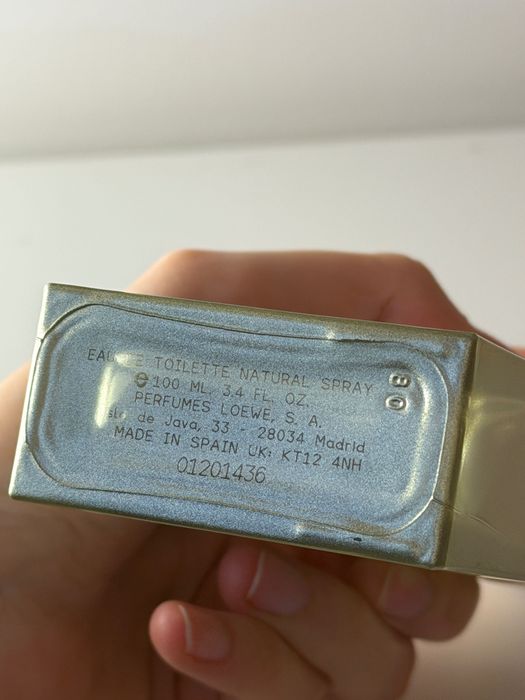 EAU DE TOILETTE NATURAL SPRAY
℮ 100 ML. 3.4 FL. OZ.
PERFUMES LOEWE, S. A.
de Java, 33 - 28034 Madrid
MADE IN SPAIN UK: KT12 4NH
01201436